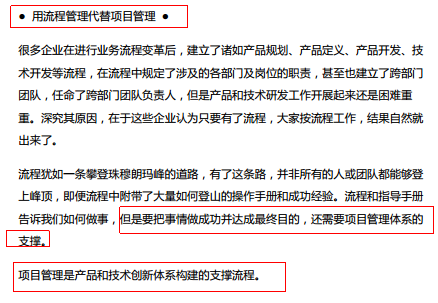 ● 用流程管理代替项目管理 ●
很多企业在进行业务流程变革后，建立了诸如产品规划、产品定义、产品开发、技
术开发等流程，在流程中规定了涉及的各部门及岗位的职责，甚至也建立了跨部门
团队，任命了跨部门团队负责人，但是产品和技术研发工作开展起来还是困难重
重。深究其原因，在于这些企业认为只要有了流程，大家按流程工作，结果自然就
出来了。
流程犹如一条攀登珠穆朗玛峰的道路，有了这条路，并非所有的人或团队都能够登
上峰顶，即便流程中附带了大量如何登山的操作手册和成功经验。流程和指导手册
告诉我们如何做事，但是要把事情做成功并达成最终目的，还需要项目管理体系的
支撑。
项目管理是产品和技术创新体系构建的支撑流程。